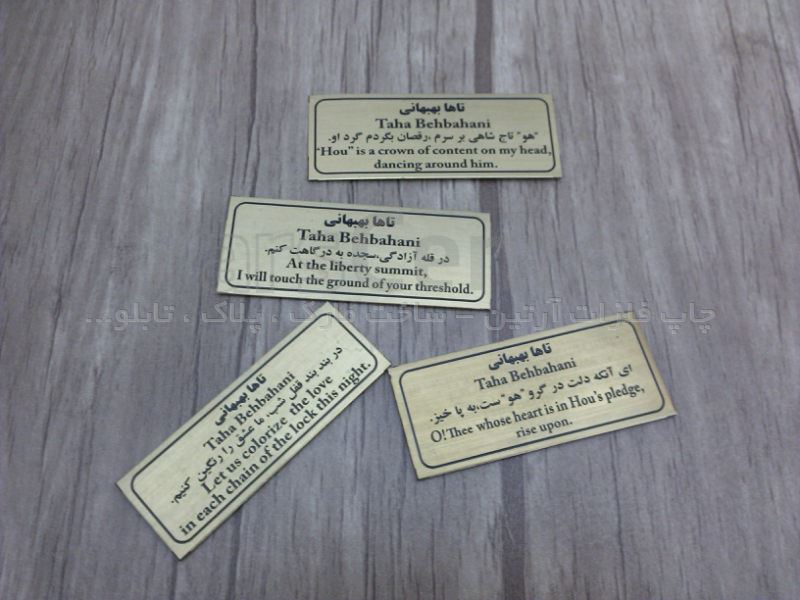 تاها بهبهانی
Taha Behbahani
"هو" تاج شاهی بر سرم ،رقصان بگردم گرد او.
"Hou" is a crown of content on my head,
dancing around him.
تاها بهبهانی
Taha Behbahani
در قله آزادگی،سجده به درگاهت کنم.
At the liberty summit,
I will touch the ground of your threshold.
چاپ فلزات آرتین - ساخت مارک ، پلاک ، تابلو...
تاها بهبهانی
Taha Behbahani
ای آنکه دلت در گرو "هو"ست،به پا خیز.
O! Thee whose heart is in Hou's pledge,
rise upon.
تاها بهبهانی
Taha Behbahani
در بند بند قفل شب، ما عشق را رنگین کنیم.
Let us colorize the love
in each chain of the lock this night.